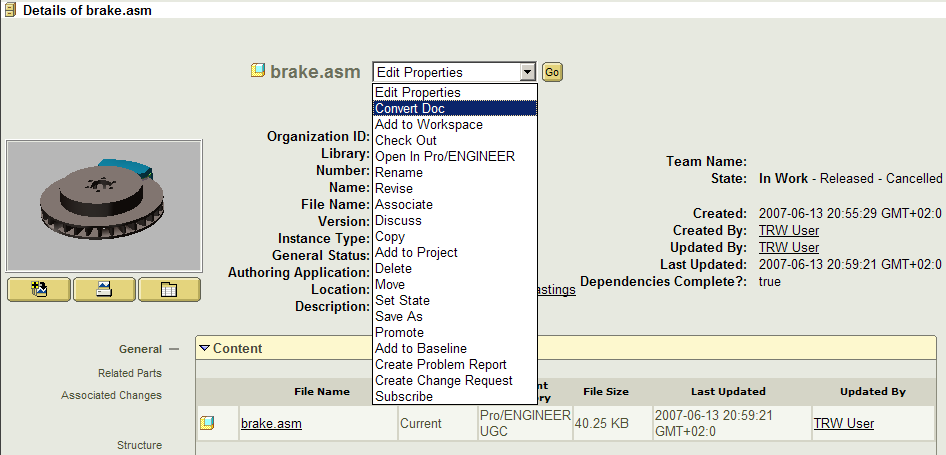 Details of brake.asm
brake.asm Edit Properties Go
Edit Properties
Convert Doc
Add to Workspace
Check Out
Open In Pro/ENGINEER
Rename
Revise
Associate
Discuss
Copy
Add to Project
Delete
Move
Set State
Save As
Promote
Add to Baseline
Create Problem Report
Create Change Request
Subscribe
Organization ID:
Library:
Number:
Name:
File Name:
Version:
Instance Type:
General Status:
Authoring Application:
Location: astings
Description:
Team Name:
State: In Work - Released - Cancelled
Created: 2007-06-13 20:55:29 GMT+02:0
Created By: TRW User
Updated By: TRW User
Last Updated: 2007-06-13 20:59:21 GMT+02:0
Dependencies Complete?: true
General
Related Parts
Associated Changes
Structure
Content
File Name File Size Last Updated Updated By
brake.asm Current Pro/ENGINEER 40.25 KB 2007-06-13 20:59:21 TRW User
UGC GMT+02:0